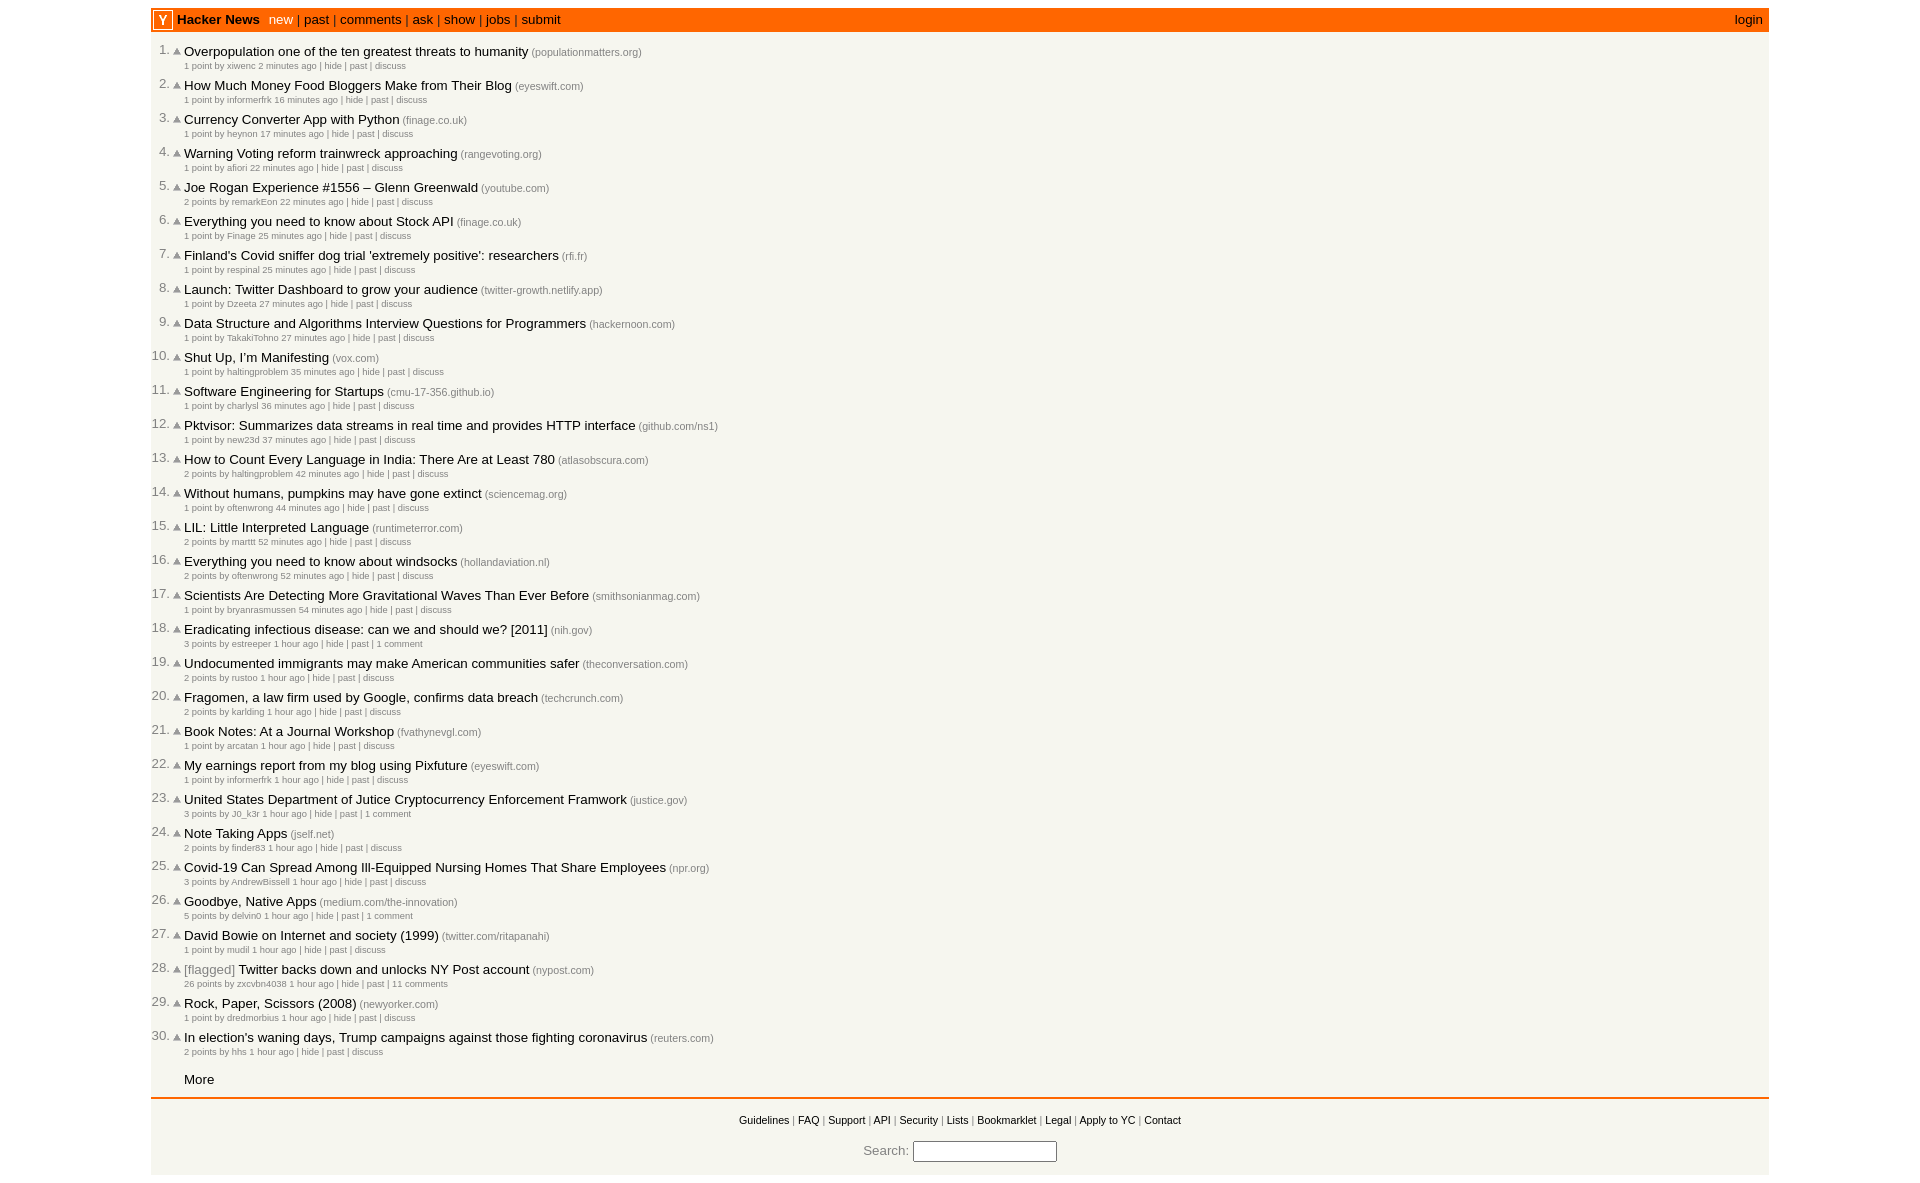 Y Hacker News new | past | comments | ask | show | jobs | submit login
1. Overpopulation one of the ten greatest threats to humanity (populationmatters.org)
1 point by xiwenc 2 minutes ago | hide | past | discuss
2. How Much Money Food Bloggers Make from Their Blog (eyeswift.com)
1 point by informerfrk 16 minutes ago | hide | past | discuss
3. Currency Converter App with Python (finage.co.uk)
1 point by heynon 17 minutes ago | hide | past | discuss
4. Warning Voting reform trainwreck approaching (rangevoting.org)
1 point by afiori 22 minutes ago | hide | past | discuss
5. Joe Rogan Experience #1556 – Glenn Greenwald (youtube.com)
2 points by remarkEon 22 minutes ago | hide | past | discuss
6. Everything you need to know about Stock API (finage.co.uk)
1 point by Finage 25 minutes ago | hide | past | discuss
7. Finland's Covid sniffer dog trial 'extremely positive': researchers (rfi.fr)
1 point by respinal 25 minutes ago | hide | past | discuss
8. Launch: Twitter Dashboard to grow your audience (twitter-growth.netlify.app)
1 point by Dzeeta 27 minutes ago | hide | past | discuss
9. Data Structure and Algorithms Interview Questions for Programmers (hackernoon.com)
1 point by TakakiTohno 27 minutes ago | hide | past | discuss
10. Shut Up, I’m Manifesting (vox.com)
1 point by haltingproblem 35 minutes ago | hide | past | discuss
11. Software Engineering for Startups (cmu-17-356.github.io)
1 point by charlysl 36 minutes ago | hide | past | discuss
12. Pktvisor: Summarizes data streams in real time and provides HTTP interface (github.com/ns1)
1 point by new23d 37 minutes ago | hide | past | discuss
13. How to Count Every Language in India: There Are at Least 780 (atlasobscura.com)
2 points by haltingproblem 42 minutes ago | hide | past | discuss
14. Without humans, pumpkins may have gone extinct (sciencemag.org)
1 point by oftenwrong 44 minutes ago | hide | past | discuss
15. LIL: Little Interpreted Language (runtimeterror.com)
2 points by marttt 52 minutes ago | hide | past | discuss
16. Everything you need to know about windsocks (hollandaviation.nl)
2 points by oftenwrong 52 minutes ago | hide | past | discuss
17. Scientists Are Detecting More Gravitational Waves Than Ever Before (smithsonianmag.com)
1 point by bryanrasmussen 54 minutes ago | hide | past | discuss
18. Eradicating infectious disease: can we and should we? [2011] (nih.gov)
3 points by estreeper 1 hour ago | hide | past | 1 comment
19. Undocumented immigrants may make American communities safer (theconversation.com)
2 points by rustoo 1 hour ago | hide | past | discuss
20. Fragomen, a law firm used by Google, confirms data breach (techcrunch.com)
2 points by karlding 1 hour ago | hide | past | discuss
21. Book Notes: At a Journal Workshop (fvathynevgl.com)
1 point by arcatan 1 hour ago | hide | past | discuss
22. My earnings report from my blog using Pixfuture (eyeswift.com)
1 point by informerfrk 1 hour ago | hide | past | discuss
23. United States Department of Jutice Cryptocurrency Enforcement Framwork (justice.gov)
3 points by J0_k3r 1 hour ago | hide | past | 1 comment
24. Note Taking Apps (jself.net)
2 points by finder83 1 hour ago | hide | past | discuss
25. Covid-19 Can Spread Among Ill-Equipped Nursing Homes That Share Employees (npr.org)
3 points by AndrewBissell 1 hour ago | hide | past | discuss
26. Goodbye, Native Apps (medium.com/the-innovation)
5 points by delvin0 1 hour ago | hide | past | 1 comment
27. David Bowie on Internet and society (1999) (twitter.com/ritapanahi)
1 point by mudil 1 hour ago | hide | past | discuss
28. [flagged] Twitter backs down and unlocks NY Post account (nypost.com)
26 points by zxcvbn4038 1 hour ago | hide | past | 11 comments
29. Rock, Paper, Scissors (2008) (newyorker.com)
1 point by dredmorbius 1 hour ago | hide | past | discuss
30. In election's waning days, Trump campaigns against those fighting coronavirus (reuters.com)
2 points by hhs 1 hour ago | hide | past | discuss
More
Guidelines | FAQ | Support | API | Security | Lists | Bookmarklet | Legal | Apply to YC | Contact
Search: